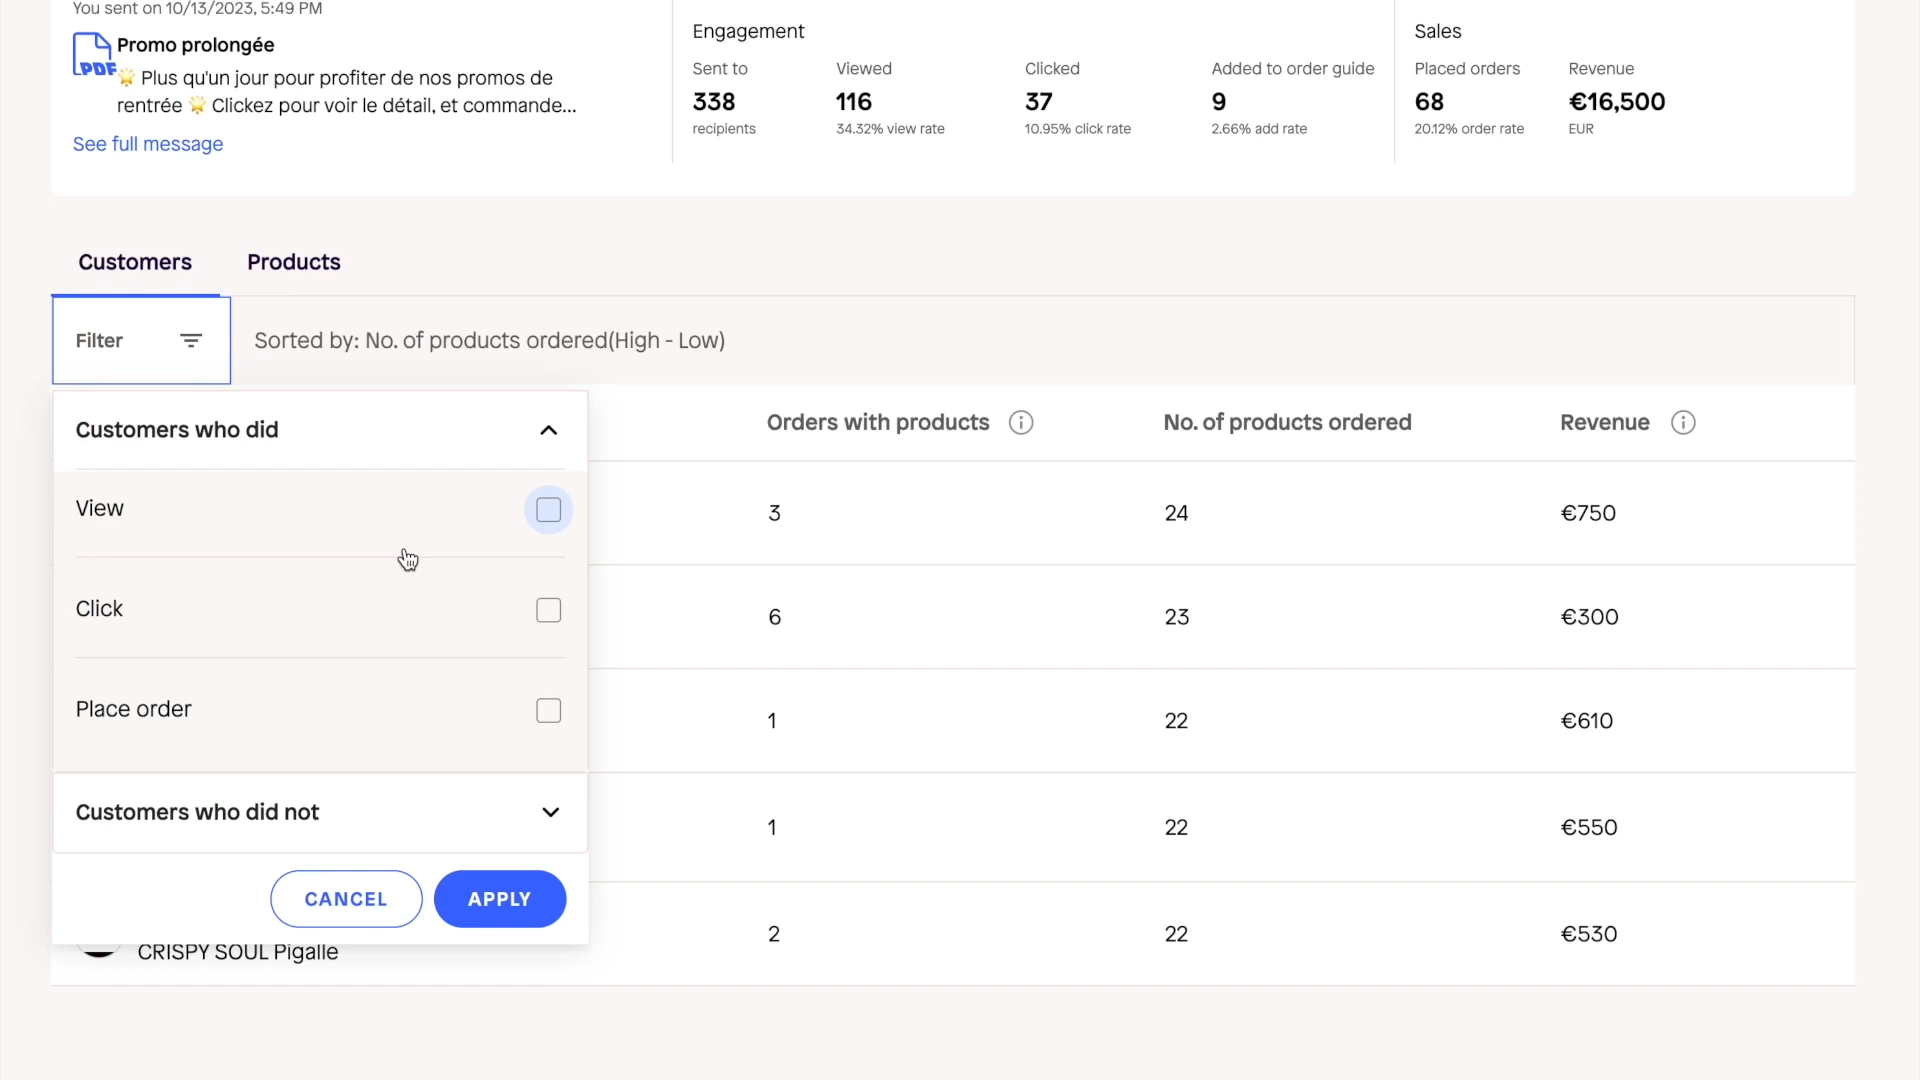 You sent on 10/13/2023, 5:49 PM
PDF
Promo prolongée
🌟 Plus qu'un jour pour profiter de nos promos de
rentrée 🌟 Clickez pour voir le détail, et commande...
See full message
Engagement
Sent to
338
recipients
Viewed
116
34.32% view rate
Clicked
37
10.95% click rate
Added to order guide
9
2.66% add rate
Sales
Placed orders
68
20.12% order rate
Revenue
€16,500
EUR
Customers
Products
Filter
Sorted by: No. of products ordered(High - Low)
Customers who did
View
Click
Place order
Customers who did not
CANCEL
APPLY
Orders with products
No. of products ordered
Revenue
3 24 €750
6 23 €300
1 22 €610
1 22 €550
2 22 €530
CRISPY SOUL Pigalle